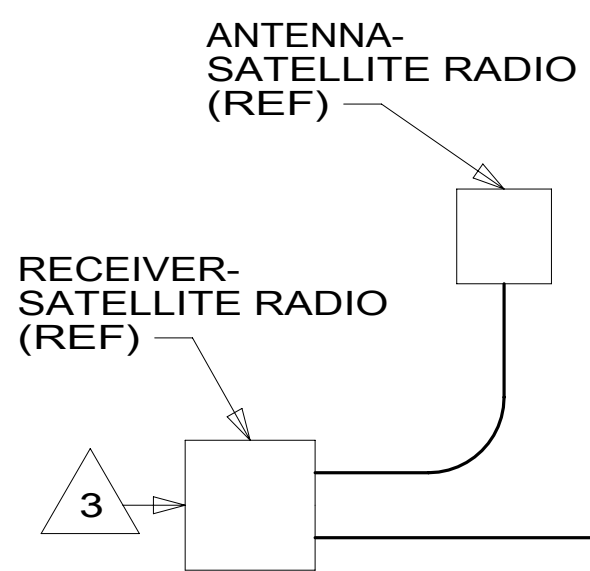 ANTENNA-
SATELLITE RADIO
(REF)
RECEIVER-
SATELLITE RADIO
(REF)
3